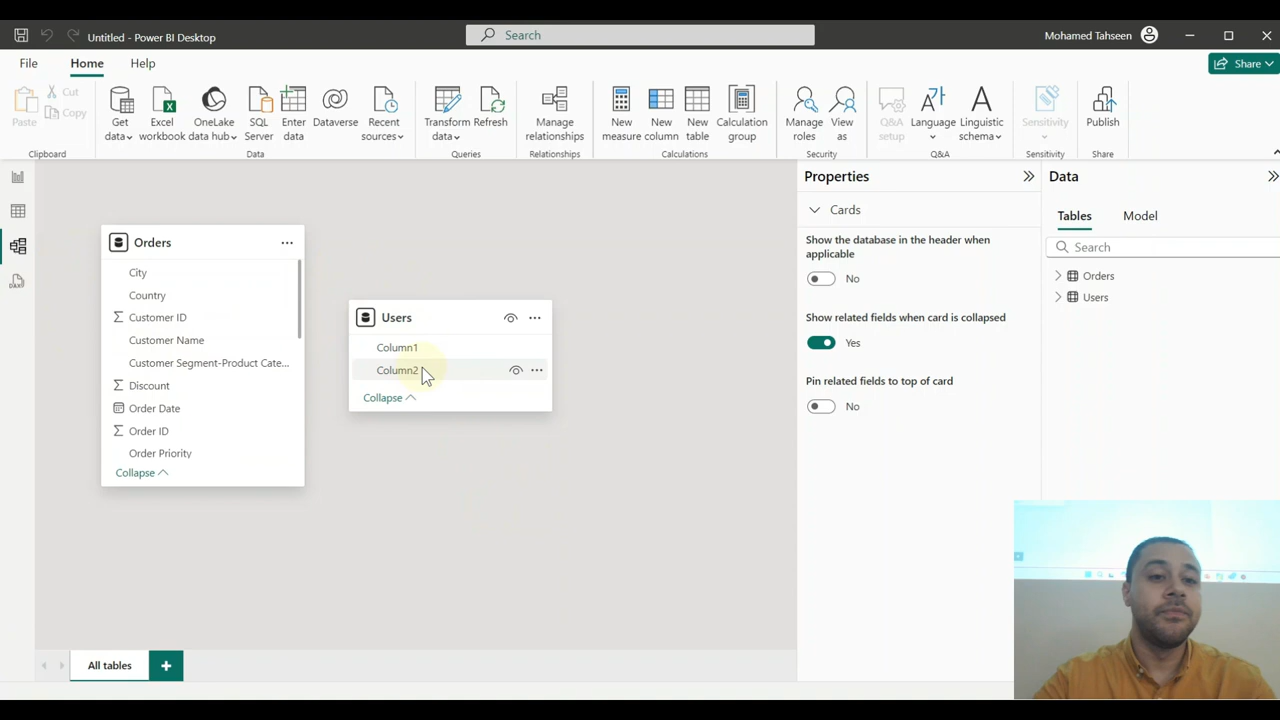 Untitled - Power BI Desktop
Search
Mohamed Tahseen
File
Home
Help
Share
Paste
Cut
Copy
Get data
Excel workbook
OneLake data hub
SQL Server
Enter data
Dataverse
Recent sources
Transform data
Refresh
Manage relationships
New measure
New column
New table
Calculation group
Manage roles
View as
Q&A setup
Language
Linguistic schema
Sensitivity
Publish
Clipboard
Data
Queries
Relationships
Calculations
Security
Q&A
Sensitivity
Share
Orders
City
Country
Customer ID
Customer Name
Customer Segment-Product Cate...
Discount
Order Date
Order ID
Order Priority
Collapse
Users
Column1
Column2
Collapse
Properties
Cards
Show the database in the header when
applicable
No
Show related fields when card is collapsed
Yes
Pin related fields to top of card
No
Data
Tables
Model
Search
Orders
Users
All tables
+